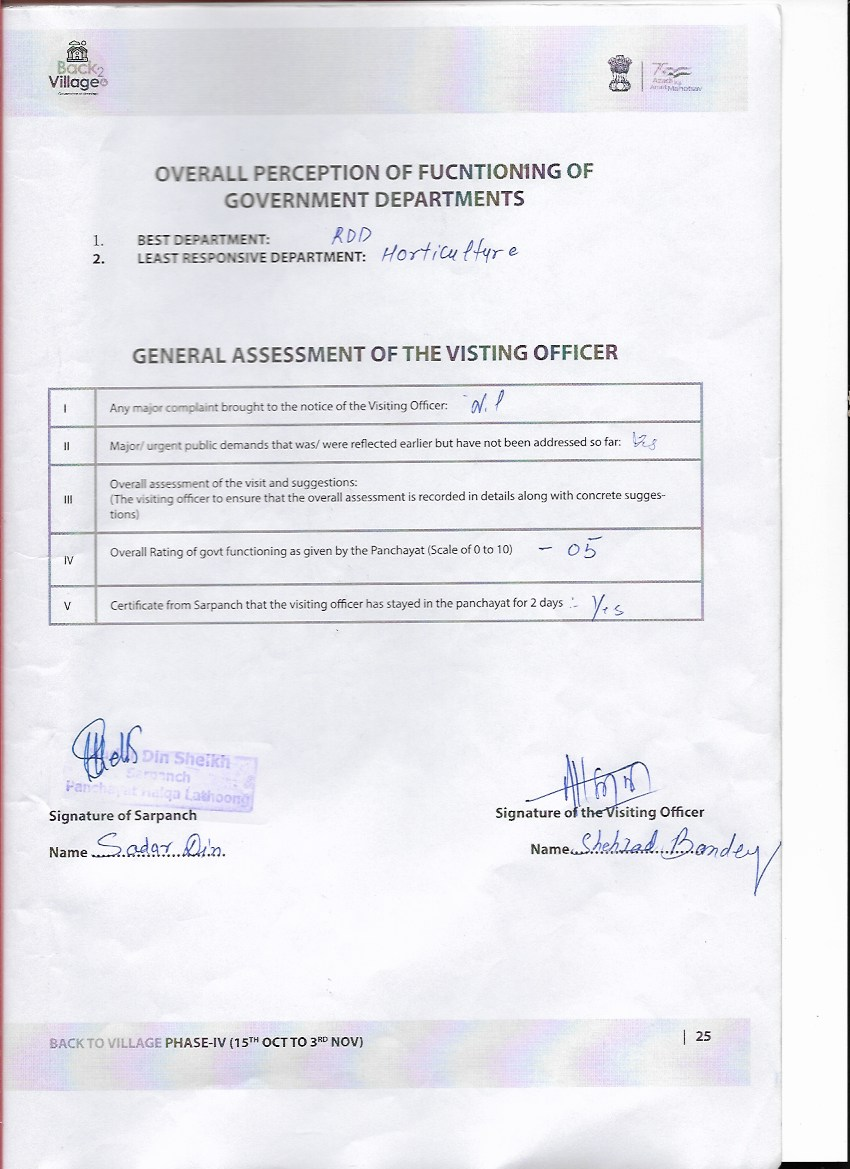 Back2
Village
Azadi Ka
Amrit Mahotsav
OVERALL PERCEPTION OF FUCNTIONING OF
GOVERNMENT DEPARTMENTS
1. BEST DEPARTMENT: RDD
2. LEAST RESPONSIVE DEPARTMENT: Horticulture
GENERAL ASSESSMENT OF THE VISTING OFFICER
I Any major complaint brought to the notice of the Visiting Officer:
II Major/ urgent public demands that was/ were reflected earlier but have not been addressed so far: Yes
III Overall assessment of the visit and suggestions:
(The visiting officer to ensure that the overall assessment is recorded in details along with concrete sugges-
tions)
IV Overall Rating of govt functioning as given by the Panchayat (Scale of 0 to 10) - 05
V Certificate from Sarpanch that the visiting officer has stayed in the panchayat for 2 days :- Yes
Din Sheikh
Sarpanch
Panchayat Halqa Lathoong
Signature of Sarpanch
Signature of the Visiting Officer
Name Sadar Din.
Name Shehzad Bandey
BACK TO VILLAGE PHASE-IV (15TH OCT TO 3RD NOV)
| 25